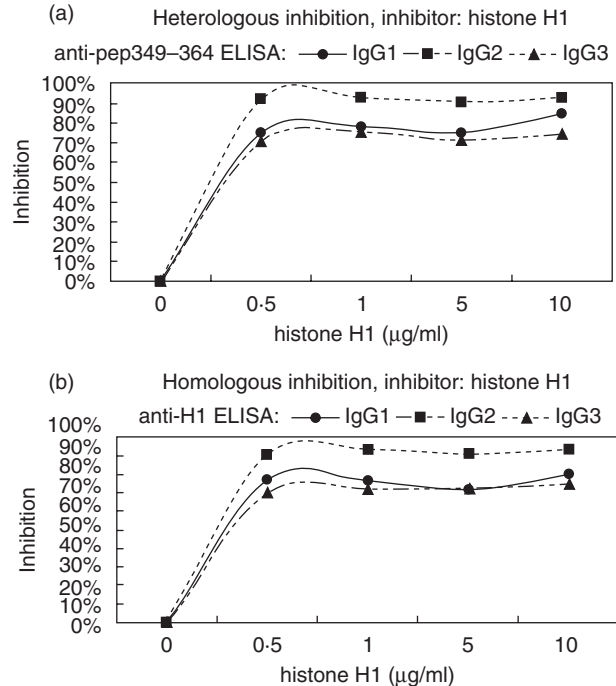 (a) Heterologous inhibition, inhibitor: histone H1
anti-pep349–364 ELISA: IgG1 IgG2 IgG3
100%
90%
80%
70%
60%
50%
40%
30%
20%
10%
0%
Inhibition
0 0·5 1 5 10
histone H1 (μg/ml)
(b) Homologous inhibition, inhibitor: histone H1
anti-H1 ELISA: IgG1 IgG2 IgG3
100%
90%
80%
70%
60%
50%
40%
30%
20%
10%
0%
Inhibition
0 0·5 1 5 10
histone H1 (μg/ml)